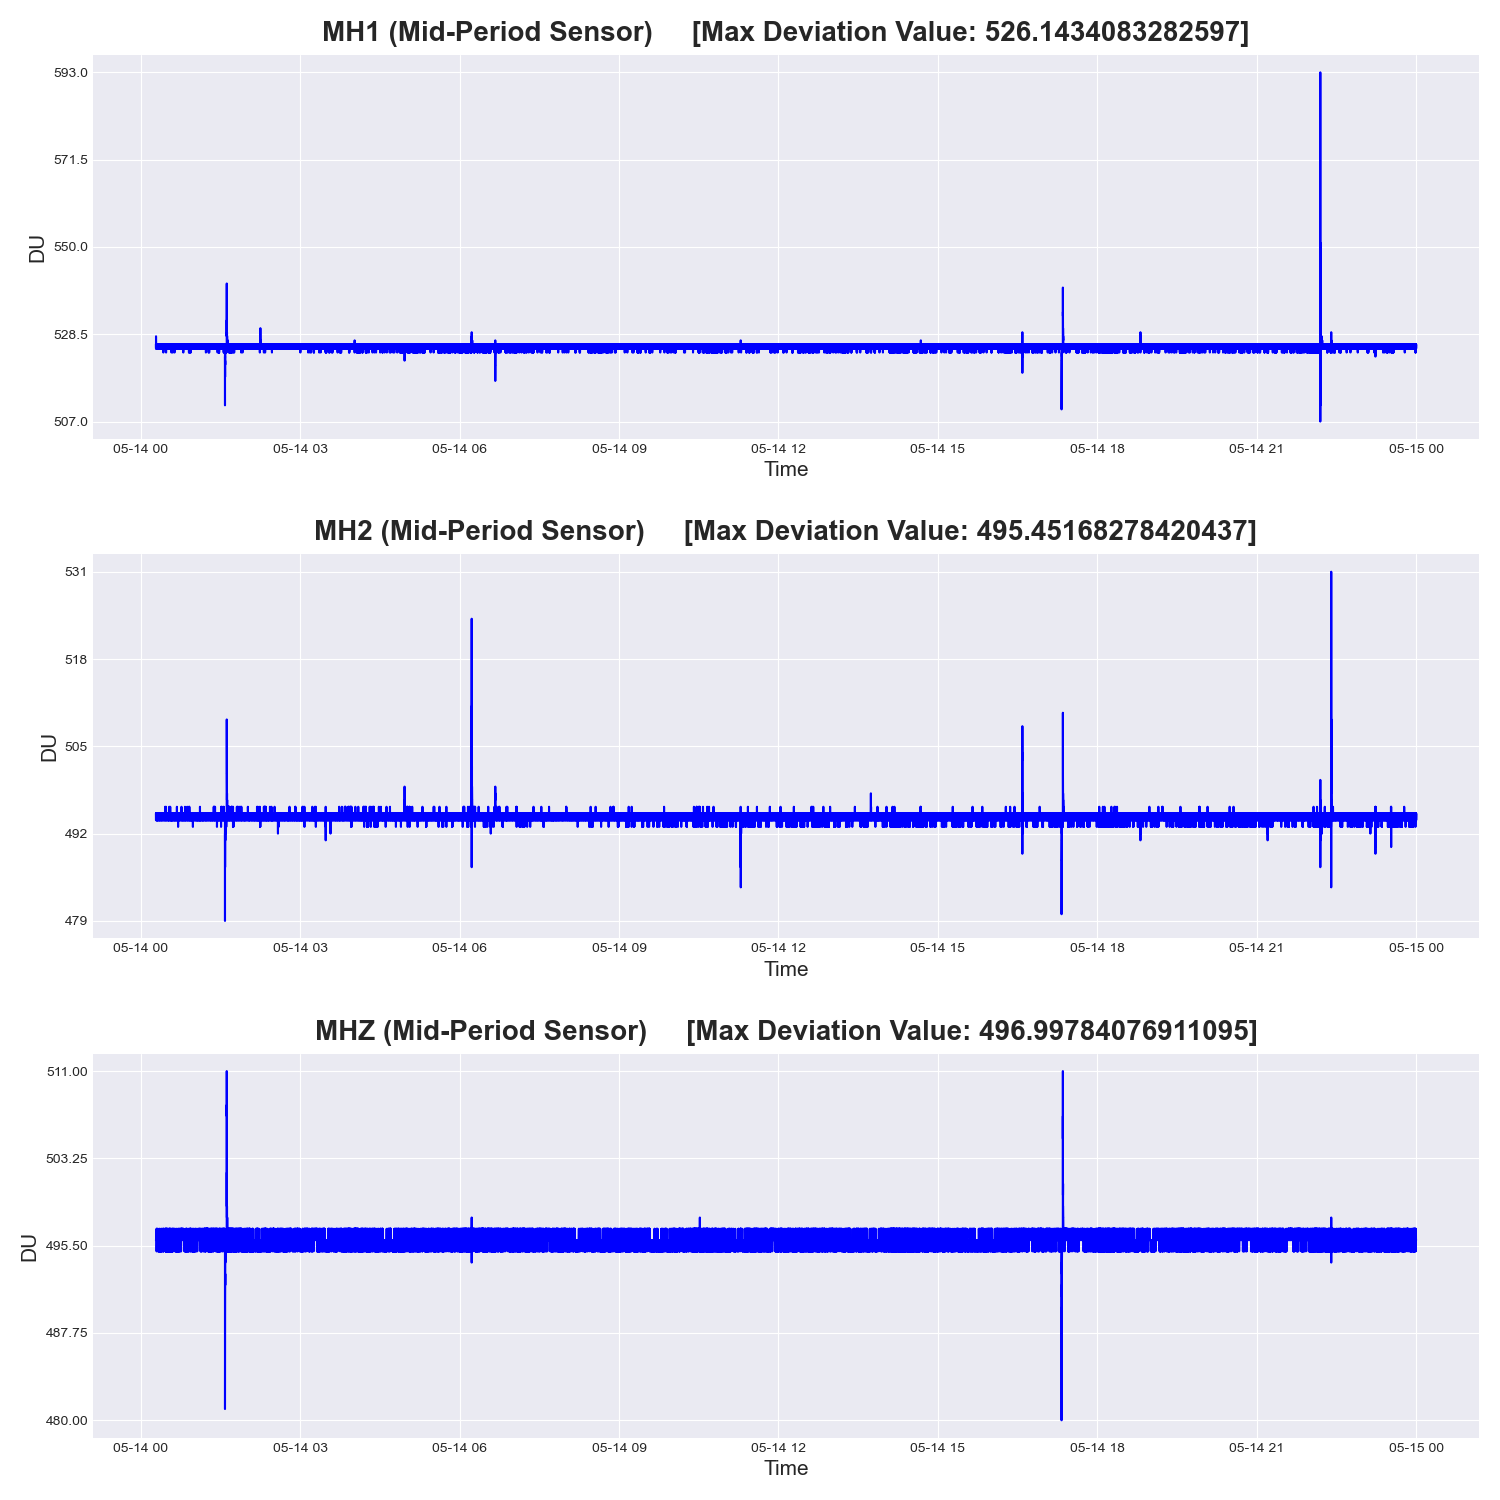 MH1 (Mid-Period Sensor) [Max Deviation Value: 526.1434083282597]
593.0
571.5
550.0
528.5
507.0
DU
05-14 00 05-14 03 05-14 06 05-14 09 05-14 12 05-14 15 05-14 18 05-14 21 05-15 00
Time
MH2 (Mid-Period Sensor) [Max Deviation Value: 495.45168278420437]
531
518
505
492
479
DU
05-14 00 05-14 03 05-14 06 05-14 09 05-14 12 05-14 15 05-14 18 05-14 21 05-15 00
Time
MHZ (Mid-Period Sensor) [Max Deviation Value: 496.99784076911095]
511.00
503.25
495.50
487.75
480.00
DU
05-14 00 05-14 03 05-14 06 05-14 09 05-14 12 05-14 15 05-14 18 05-14 21 05-15 00
Time